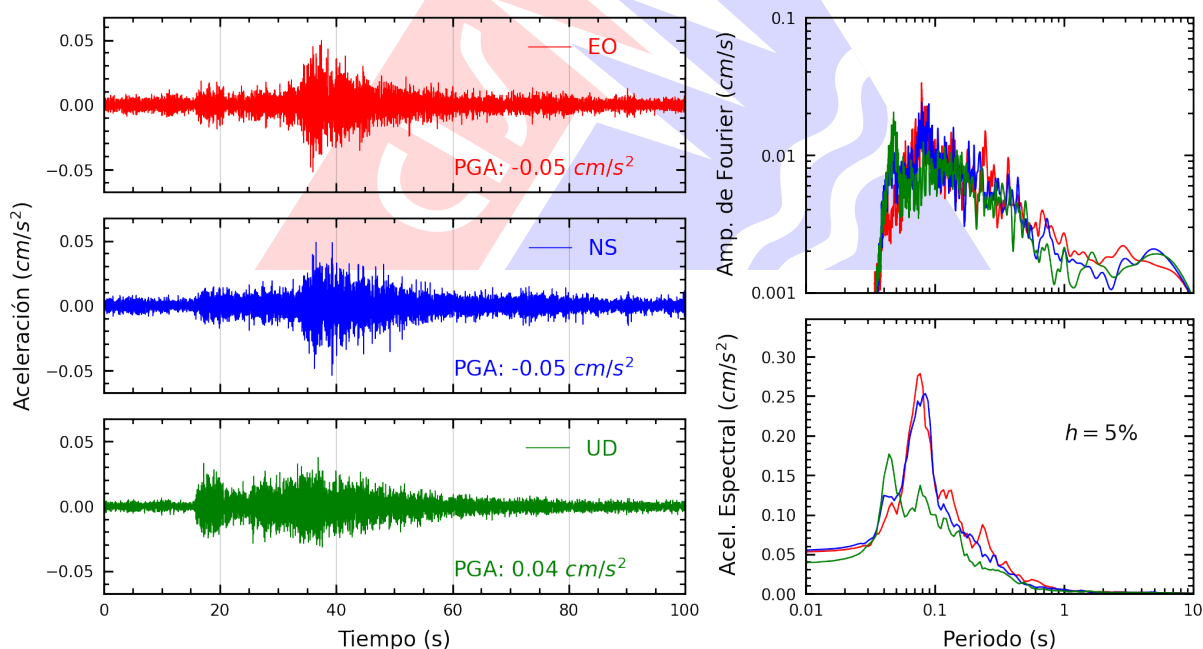 0.05
0.00
−0.05
EO
PGA: -0.05 cm/s²
0.05
0.00
−0.05
NS
PGA: -0.05 cm/s²
0.05
0.00
−0.05
UD
PGA: 0.04 cm/s²
Aceleración (cm/s²)
0 20 40 60 80 100
Tiempo (s)
0.1
0.01
0.001
Amp. de Fourier (cm/s)
0.30
0.25
0.20
0.15
0.10
0.05
0.00
Acel. Espectral (cm/s²)
h = 5%
0.01 0.1 1 10
Periodo (s)